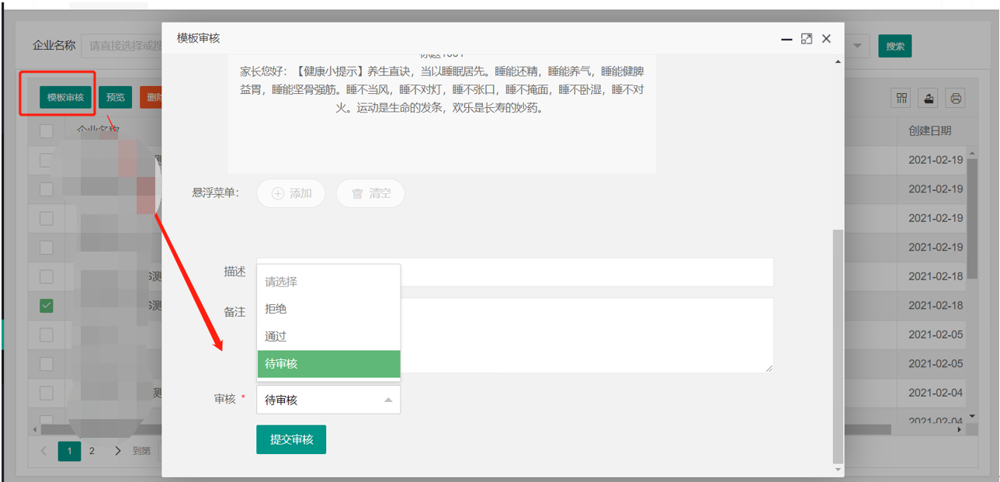 模板审核
企业名称
请直接选择或搜
搜索
模板审核
预览
删除
企业名称
创建日期
家长您好：【健康小提示】养生直诀，当以睡眠居先。睡能还精，睡能养气，睡能健脾
益胃，睡能坚骨强筋。睡不当风，睡不对灯，睡不张口，睡不掩面，睡不卧湿，睡不对
火。运动是生命的发条，欢乐是长寿的妙药。
悬浮菜单：
添加
清空
描述
请选择
拒绝
备注
通过
待审核
审核 *
待审核
提交审核
2021-02-19
2021-02-19
2021-02-19
2021-02-19
S测
2021-02-18
S测
2021-02-18
2021-02-05
2021-02-05
测
2021-02-04
2021-02-04
1
2
到第